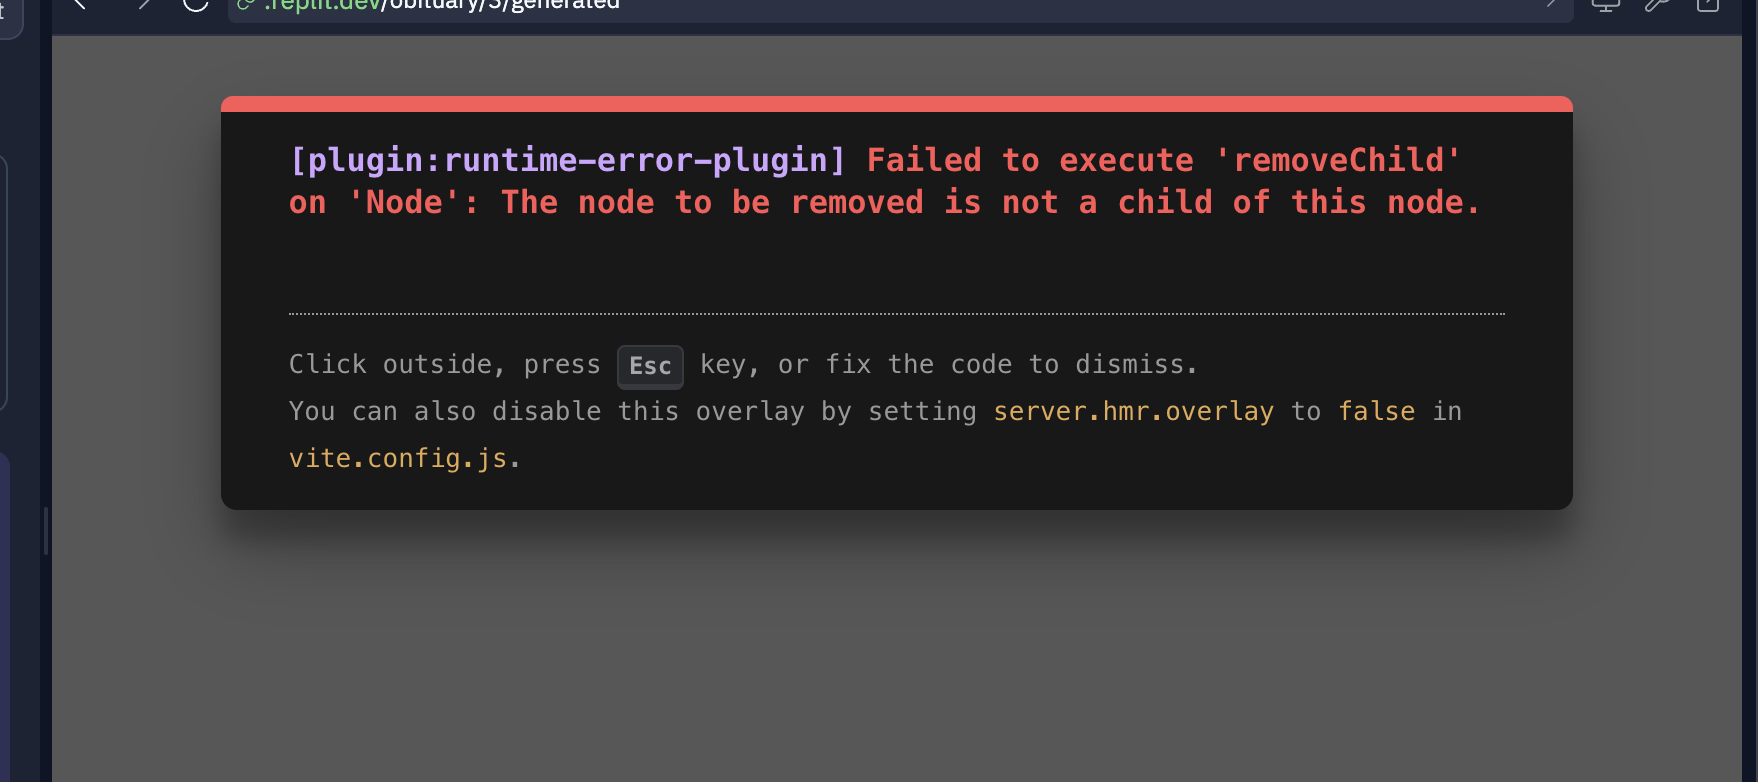 .replit.dev/obituary/3/generated
[plugin:runtime-error-plugin] Failed to execute 'removeChild'
on 'Node': The node to be removed is not a child of this node.
Click outside, press Esc key, or fix the code to dismiss.
You can also disable this overlay by setting server.hmr.overlay to false in
vite.config.js.